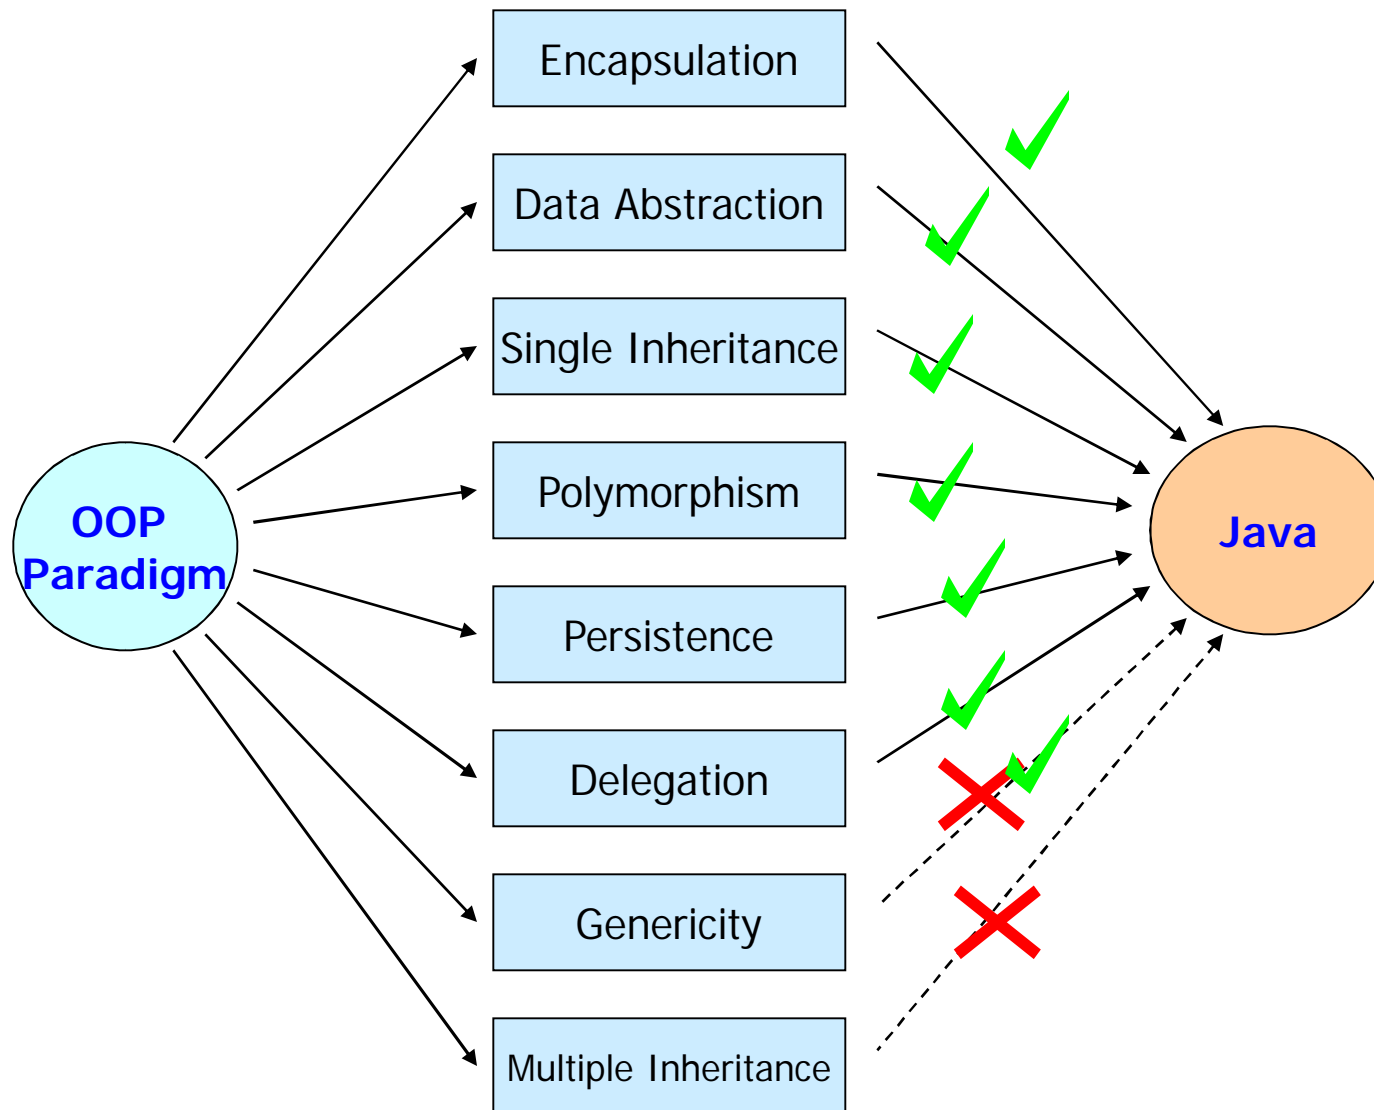 Encapsulation
Data Abstraction
Single Inheritance
Polymorphism
OOP
Paradigm
Java
Persistence
Delegation
Genericity
Multiple Inheritance